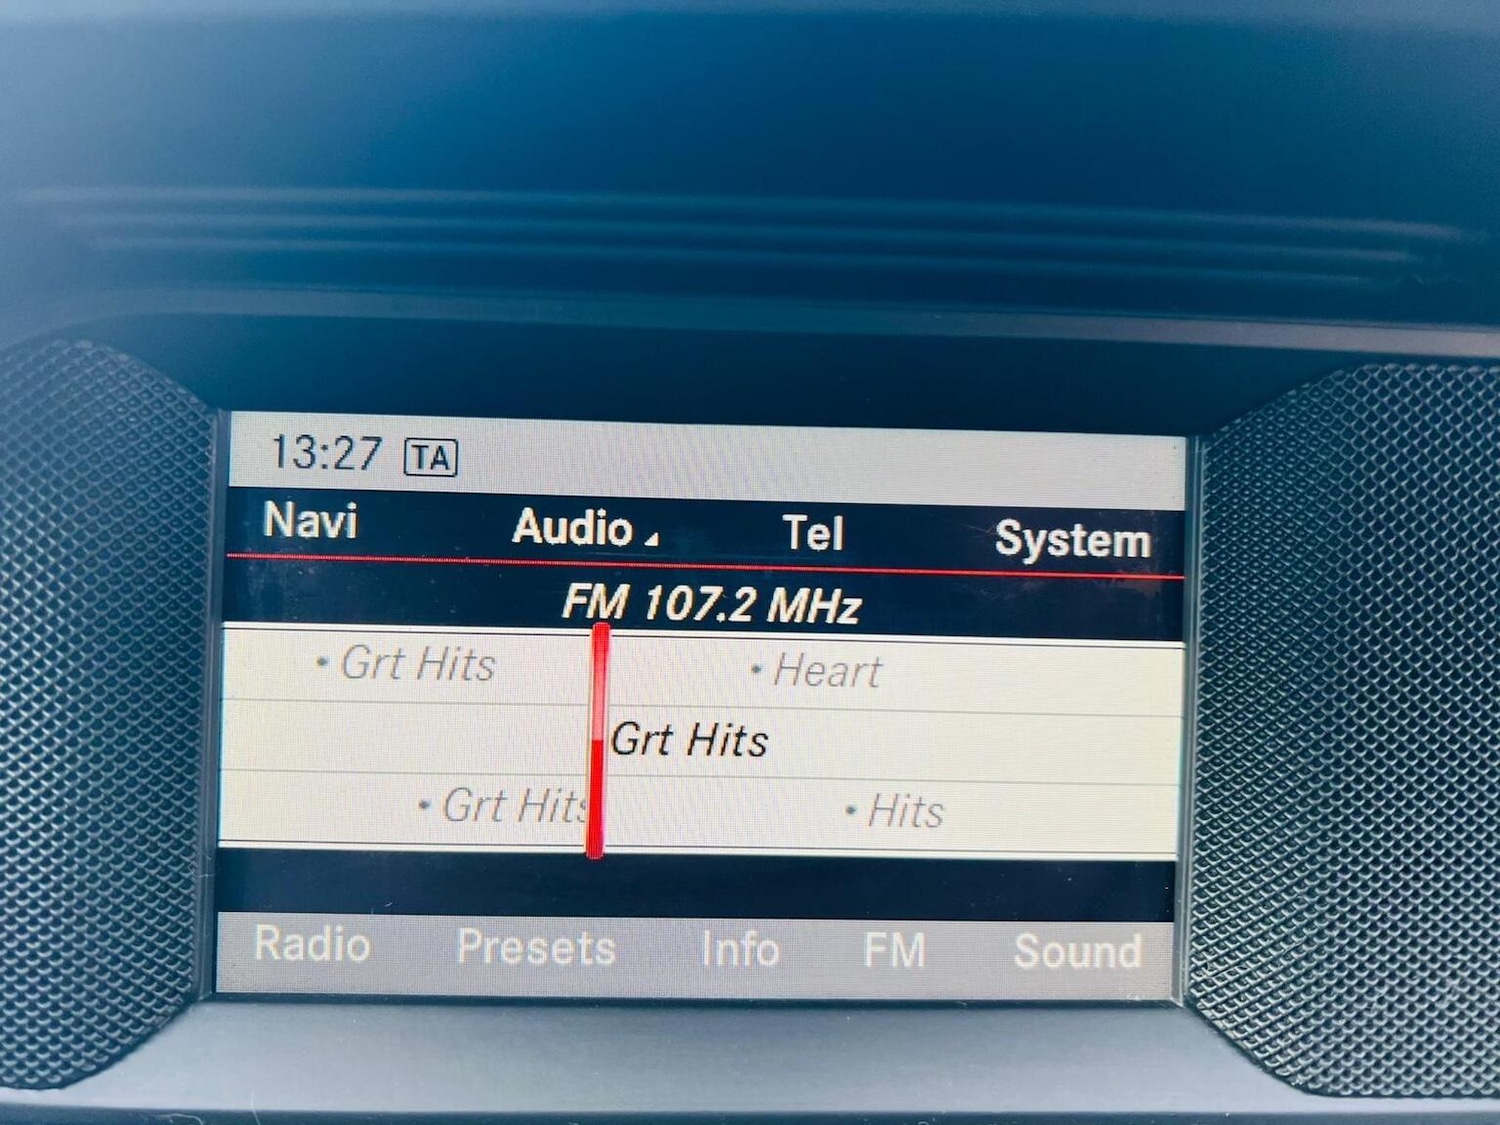 13:27 TA
Navi Audio Tel System
FM 107.2 MHz
• Grt Hits • Heart
Grt Hits
• Grt Hits • Hits
Radio Presets Info FM Sound